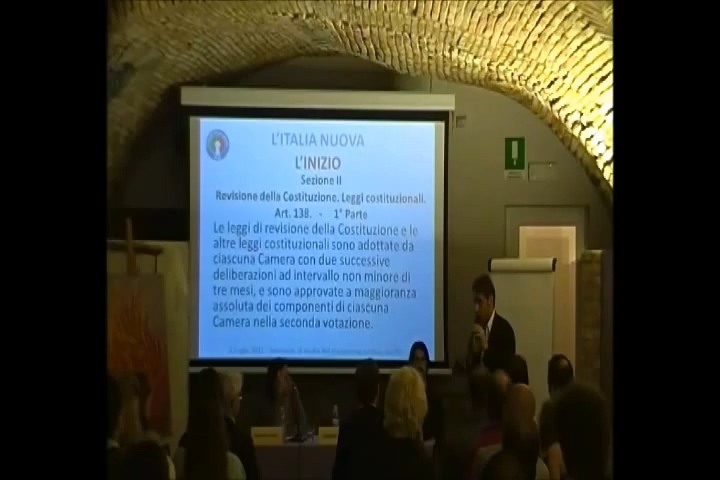 L'ITALIA NUOVA
L'INIZIO
Sezione II
Revisione della Costituzione. Leggi costituzionali.
Art. 138. - 1° Parte
Le leggi di revisione della Costituzione e le
altre leggi costituzionali sono adottate da
ciascuna Camera con due successive
deliberazioni ad intervallo non minore di
tre mesi, e sono approvate a maggioranza
assoluta dei componenti di ciascuna
Camera nella seconda votazione.